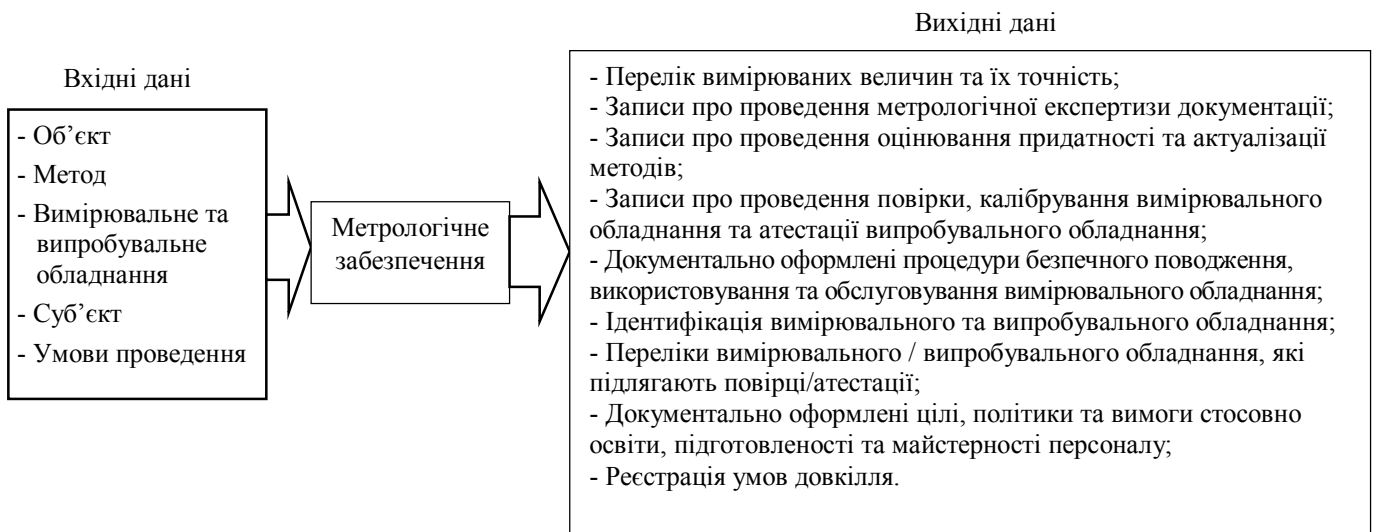 Вхідні дані
- Об’єкт
- Метод
- Вимірювальне та
випробувальне
обладнання
- Суб’єкт
- Умови проведення
Метрологічне
забезпечення
Вихідні дані
- Перелік вимірюваних величин та їх точність;
- Записи про проведення метрологічної експертизи документації;
- Записи про проведення оцінювання придатності та актуалізації
методів;
- Записи про проведення повірки, калібрування вимірювального
обладнання та атестації випробувального обладнання;
- Документально оформлені процедури безпечного поводження,
використовування та обслуговування вимірювального обладнання;
- Ідентифікація вимірювального та випробувального обладнання;
- Переліки вимірювального / випробувального обладнання, які
підлягають повірці/атестації;
- Документально оформлені цілі, політики та вимоги стосовно
освіти, підготовленості та майстерності персоналу;
- Реєстрація умов довкілля.